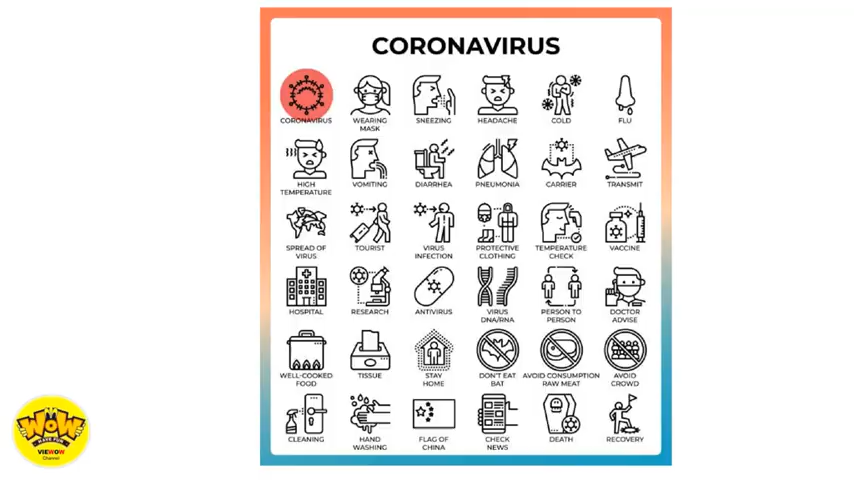 CORONAVIRUS
CORONAVIRUS
WEARING
MASK
SNEEZING
HEADACHE
COLD
FLU
HIGH
TEMPERATURE
VOMITING
DIARRHEA
PNEUMONIA
CARRIER
TRANSMIT
SPREAD OF
VIRUS
TOURIST
VIRUS
INFECTION
PROTECTIVE
CLOTHING
TEMPERATURE
CHECK
VACCINE
HOSPITAL
RESEARCH
ANTIVIRUS
VIRUS
DNA/RNA
PERSON TO
PERSON
DOCTOR
ADVISE
WELL-COOKED
FOOD
TISSUE
STAY
HOME
DON'T EAT
BAT
AVOID CONSUMPTION
RAW MEAT
AVOID
CROWD
CLEANING
HAND
WASHING
FLAG OF
CHINA
CHECK
NEWS
DEATH
RECOVERY
WOW
VIEWOW
Channel